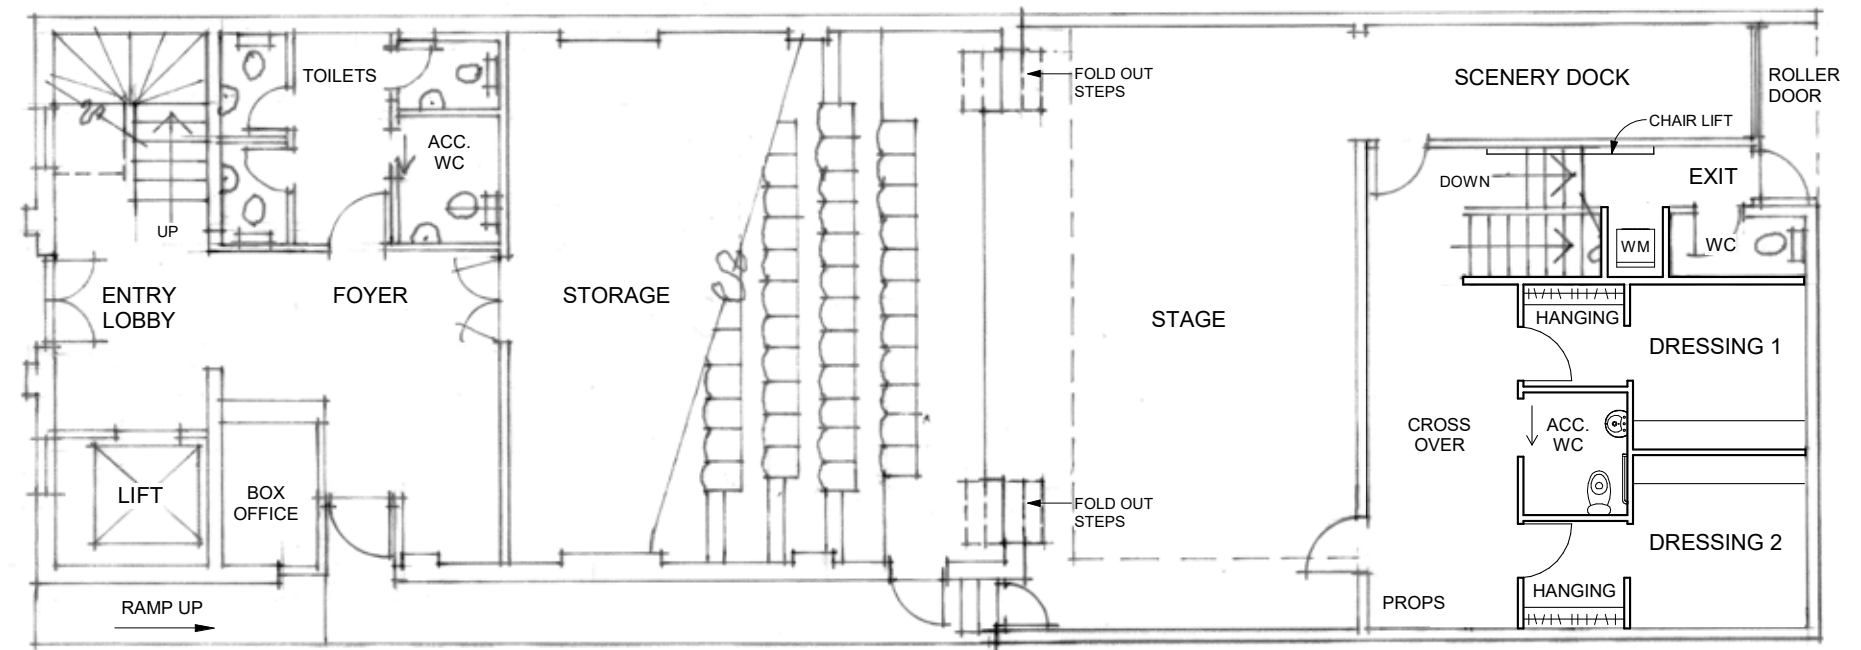 TOILETS
ACC.
WC
UP
ENTRY
LOBBY
FOYER
LIFT
BOX
OFFICE
RAMP UP
STORAGE
FOLD OUT
STEPS
FOLD OUT
STEPS
STAGE
SCENERY DOCK
ROLLER
DOOR
CHAIR LIFT
DOWN
EXIT
WM
WC
HANGING
DRESSING 1
CROSS
OVER
ACC.
WC
DRESSING 2
HANGING
PROPS